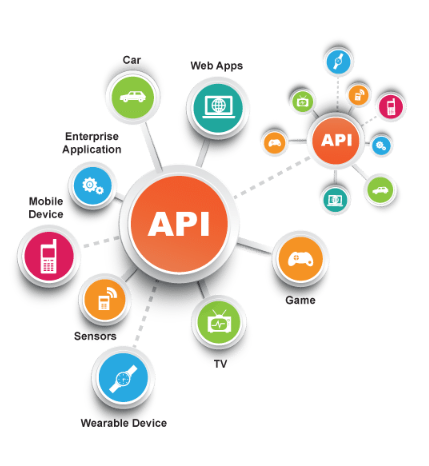 Car
Web Apps
Enterprise
Application
API
Mobile
Device
API
Game
Sensors
TV
Wearable Device